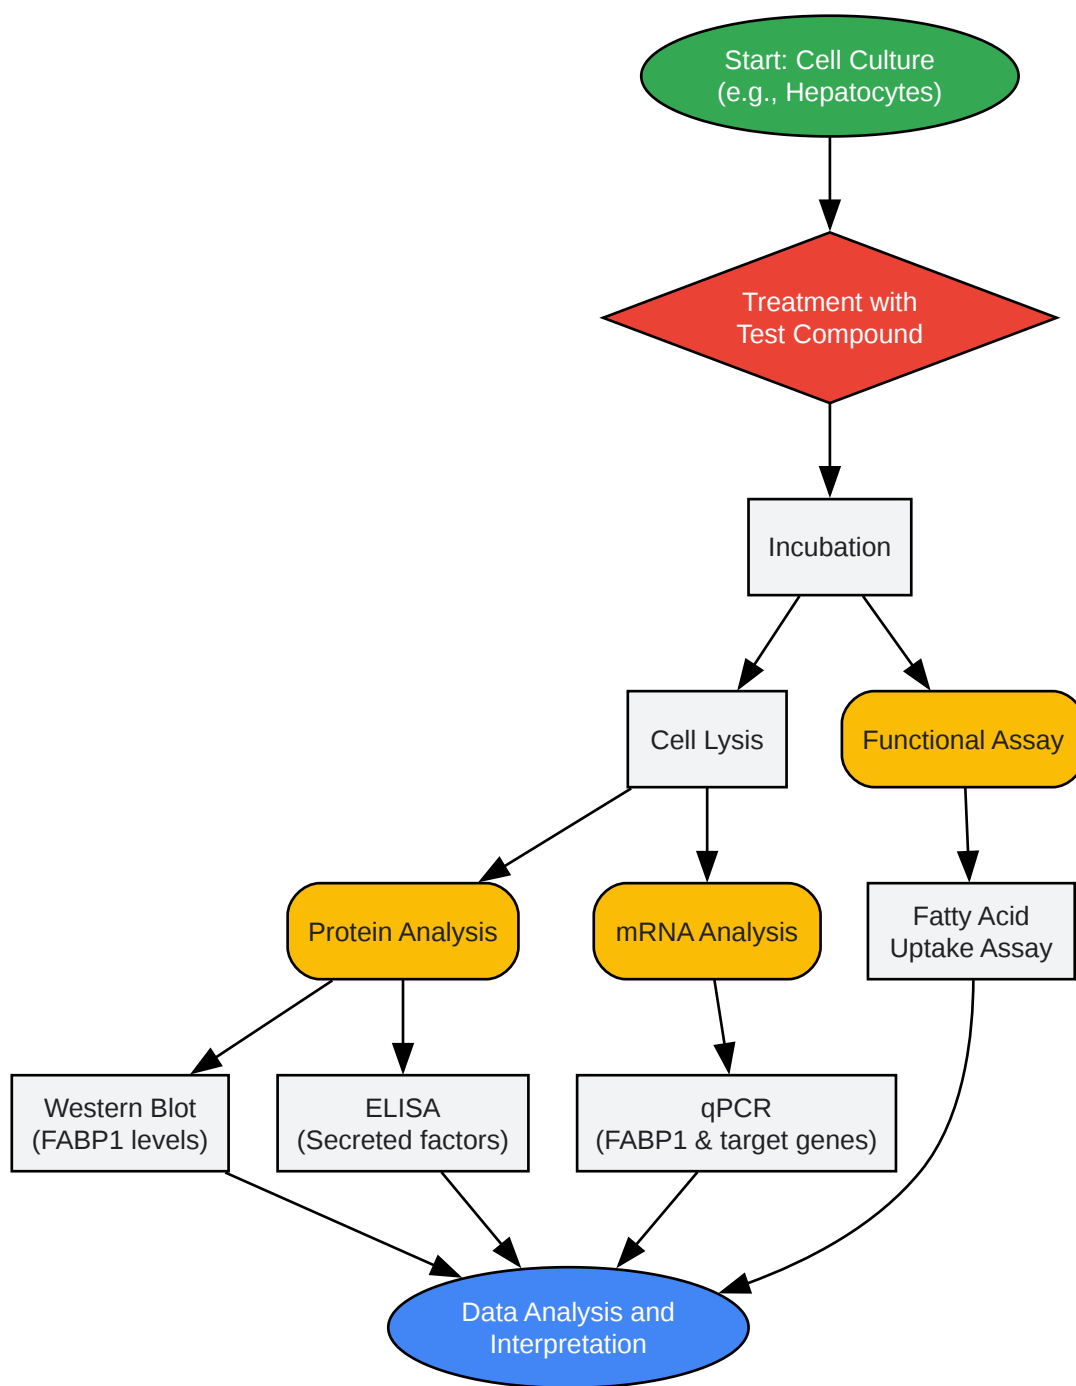 Start: Cell Culture
(e.g., Hepatocytes)
Treatment with
Test Compound
Incubation
Cell Lysis
Functional Assay
Protein Analysis
mRNA Analysis
Fatty Acid
Uptake Assay
Western Blot
(FABP1 levels)
ELISA
(Secreted factors)
qPCR
(FABP1 & target genes)
Data Analysis and
Interpretation